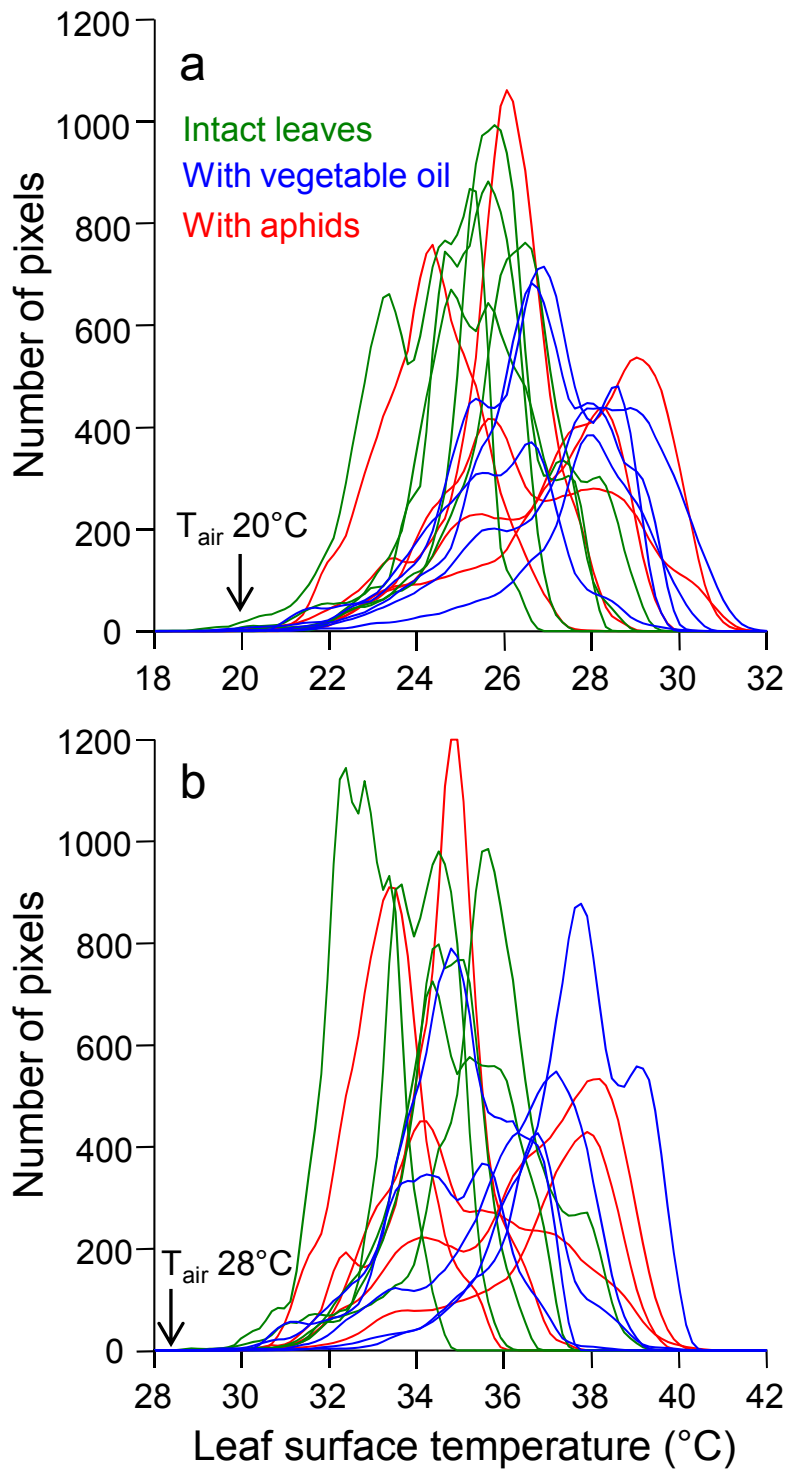 1200
a
1000
Intact leaves
With vegetable oil
800
With aphids
600
400
200
Tair 20°C
0
18 20 22 24 26 28 30 32
Number of pixels
1200
b
1000
800
600
400
200
Tair 28°C
0
28 30 32 34 36 38 40 42
Number of pixels
Leaf surface temperature (°C)